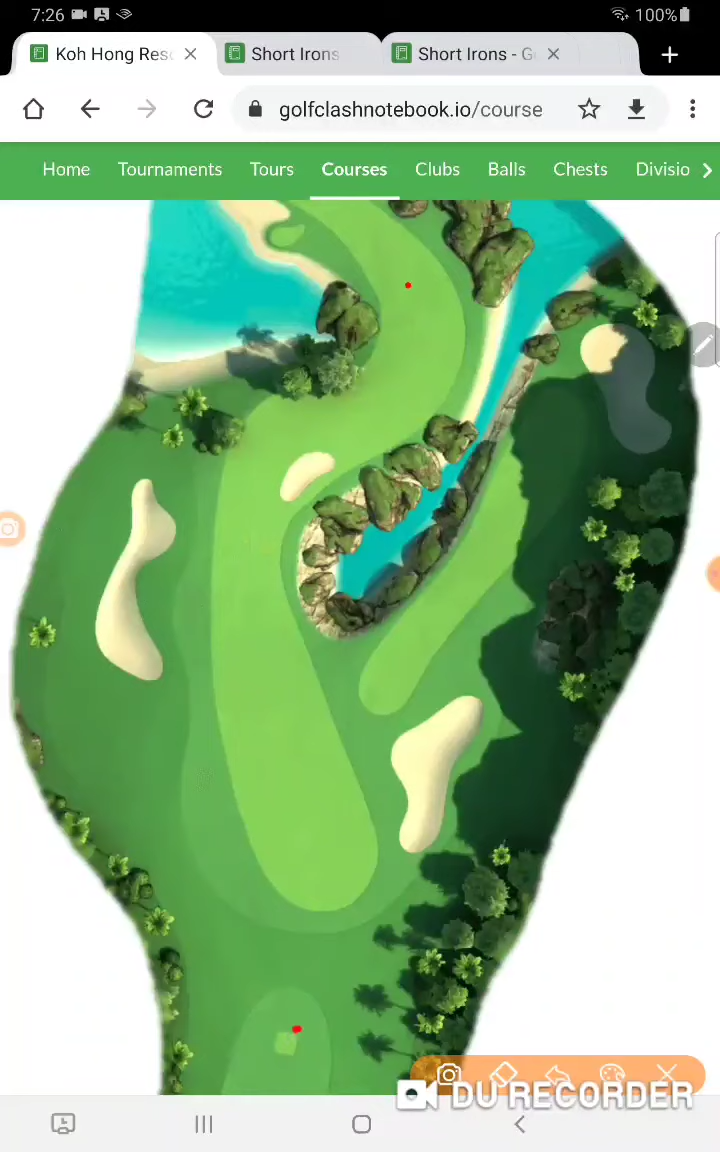 7:26 100%
Koh Hong Res Short Irons Short Irons - G
golfclashnotebook.io/course
Home Tournaments Tours Courses Clubs Balls Chests Divisio
DU RECORDER